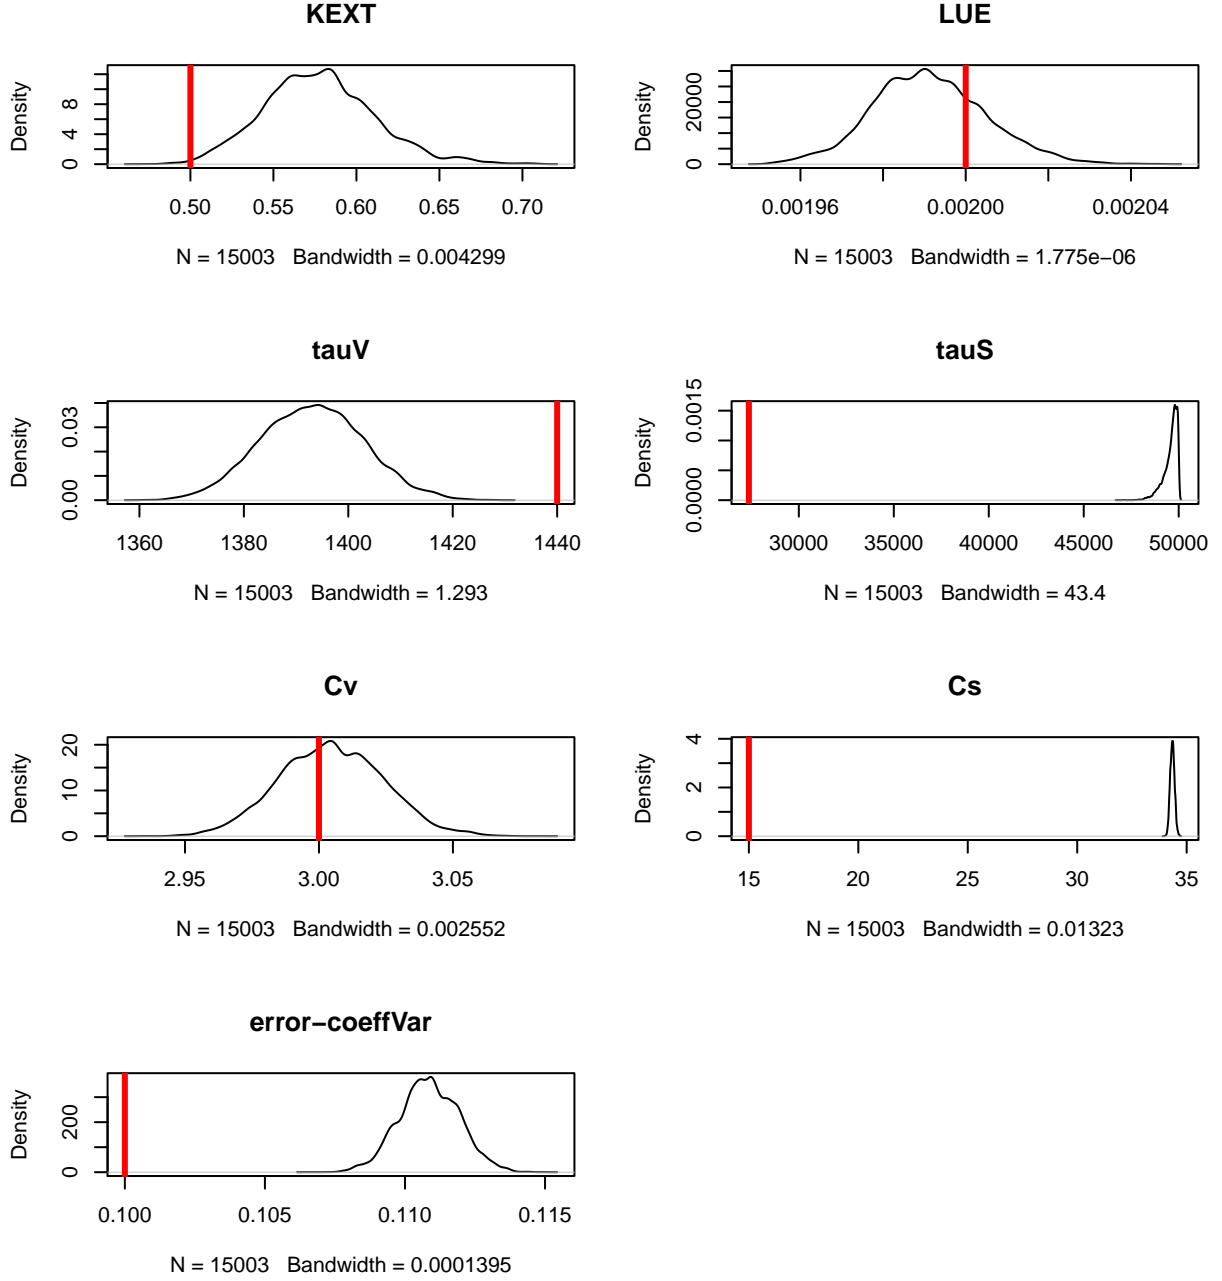 KEXT
Density
0 4 8
0.50 0.55 0.60 0.65 0.70
N = 15003 Bandwidth = 0.004299
LUE
Density
0 20000
0.00196 0.00200 0.00204
N = 15003 Bandwidth = 1.775e−06
tauV
Density
0.00 0.03
1360 1380 1400 1420 1440
N = 15003 Bandwidth = 1.293
tauS
Density
0.0000 0.0015
30000 35000 40000 45000 50000
N = 15003 Bandwidth = 43.4
Cv
Density
0 10 20
2.95 3.00 3.05
N = 15003 Bandwidth = 0.002552
Cs
Density
0 2 4
15 20 25 30 35
N = 15003 Bandwidth = 0.01323
error−coeffVar
Density
0 200
0.100 0.105 0.110 0.115
N = 15003 Bandwidth = 0.0001395